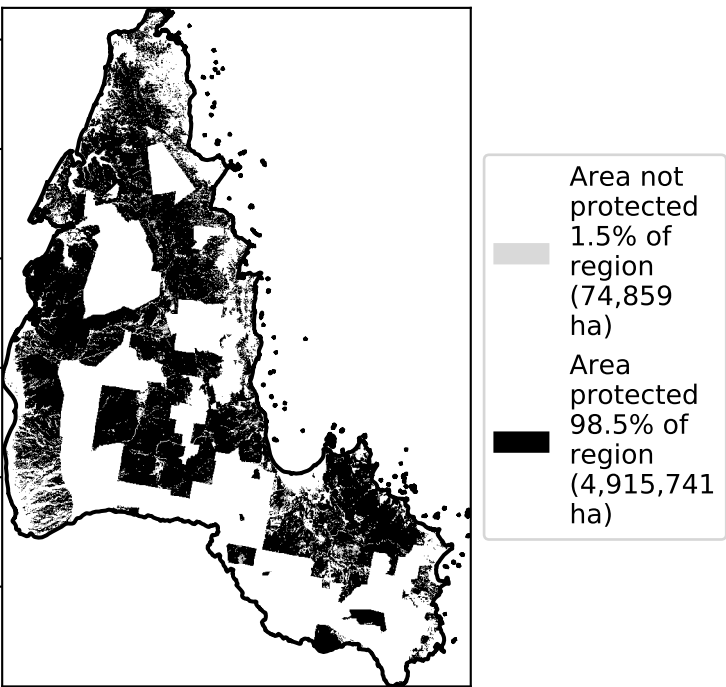 Area not
protected
1.5% of
region
(74,859
ha)
Area
protected
98.5% of
region
(4,915,741
ha)